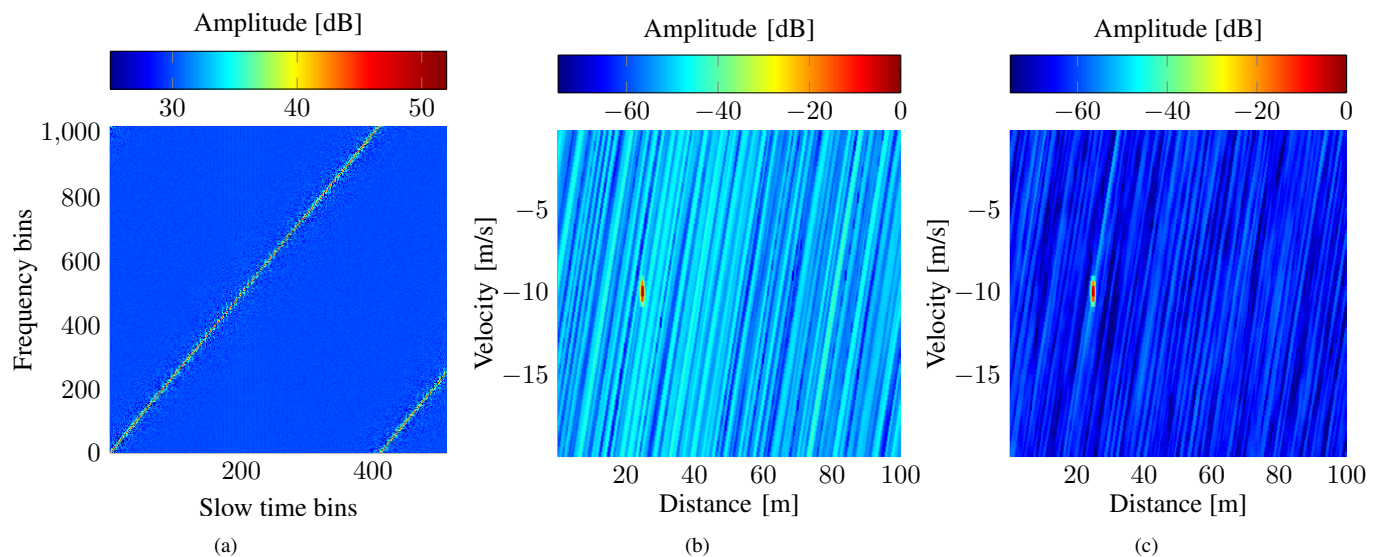 Amplitude [dB]
30 40 50
1,000
800
600
400
200
0
Frequency bins
200 400
Slow time bins
(a)
Amplitude [dB]
−60 −40 −20 0
−5
−10
−15
Velocity [m/s]
20 40 60 80 100
Distance [m]
(b)
Amplitude [dB]
−60 −40 −20 0
−5
−10
−15
Velocity [m/s]
20 40 60 80 100
Distance [m]
(c)